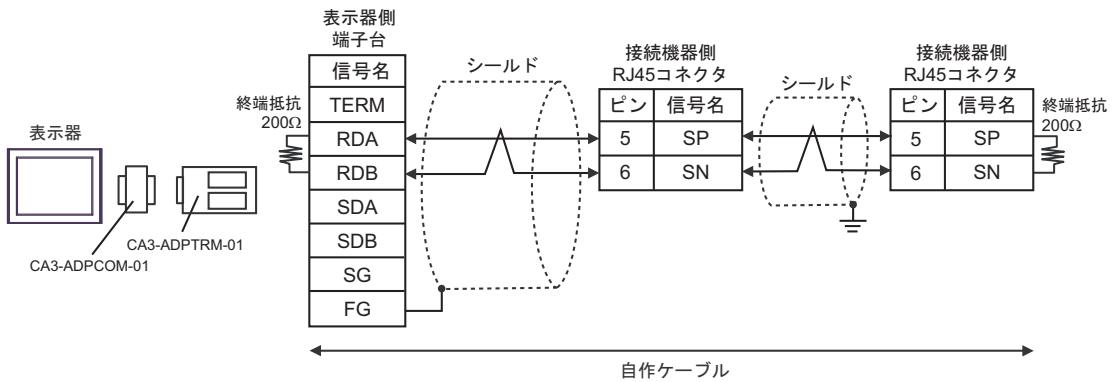 表示器
CA3-ADPCOM-01
CA3-ADPTRM-01
終端抵抗
200Ω
表示器側
端子台
信号名
TERM
RDA
RDB
SDA
SDB
SG
FG
シールド
接続機器側
RJ45コネクタ
ピン 信号名
5 SP
6 SN
シールド
接続機器側
RJ45コネクタ
ピン 信号名
5 SP
6 SN
終端抵抗
200Ω
自作ケーブル